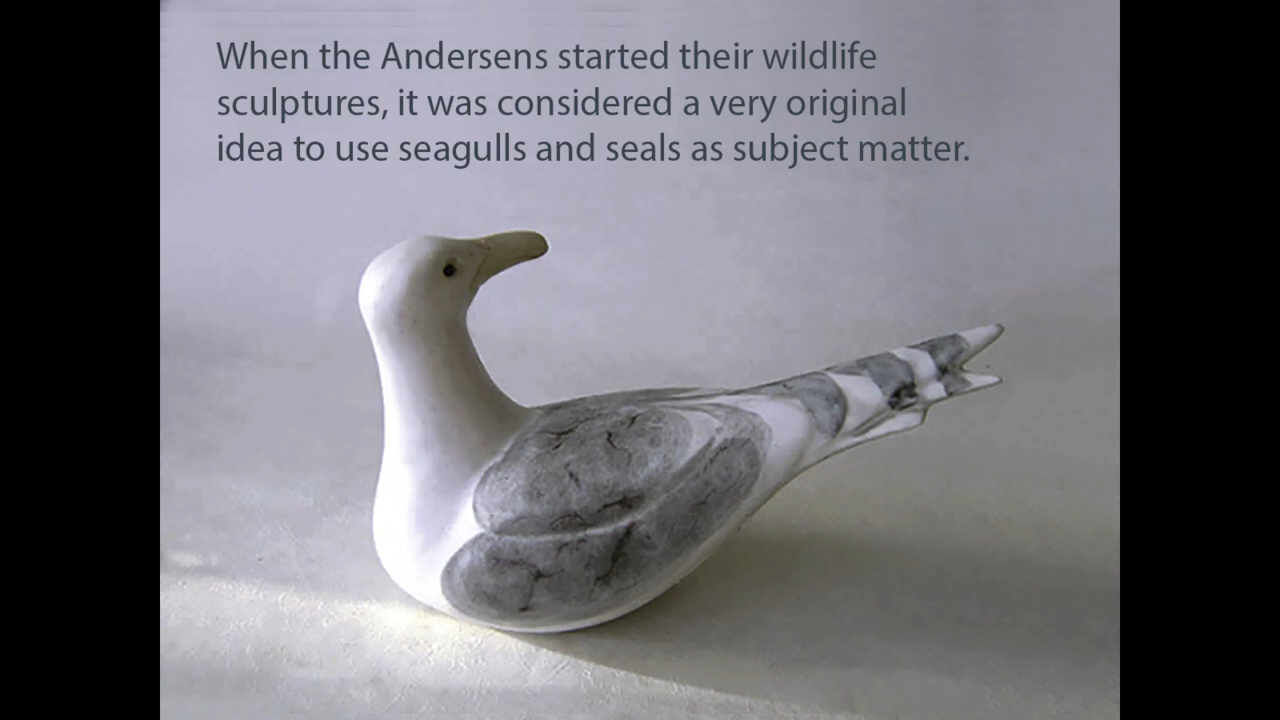 When the Andersens started their wildlife
sculptures, it was considered a very original
idea to use seagulls and seals as subject matter.